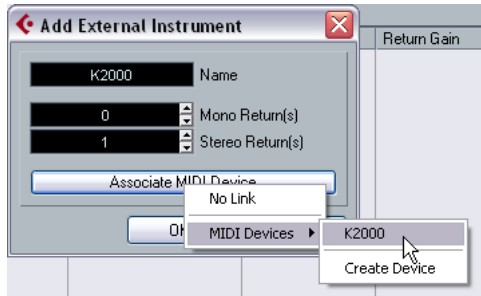 Add External Instrument
Return Gain
K2000 Name
0 Mono Return(s)
1 Stereo Return(s)
Associate MIDI Device
No Link
MIDI Devices
K2000
Create Device